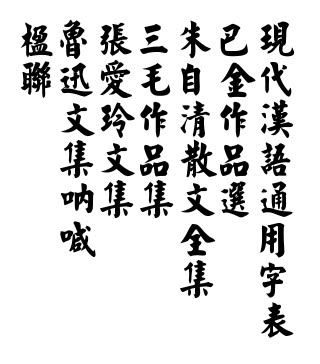 現代漢語通用字表
巴金作品選
朱自清散文全集
三毛作品集
張愛玲文集
魯迅文集吶喊
楹聯